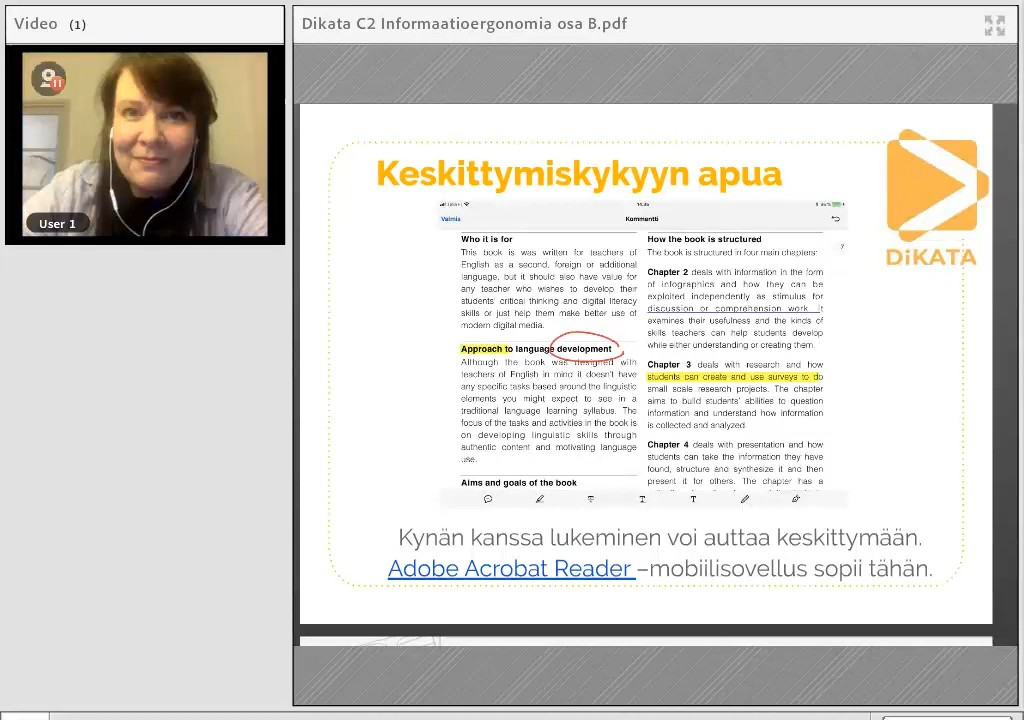 Video (1)
User 1
Dikata C2 Informaatioergonomia osa B.pdf
Keskittymiskykyyn apua
DiKATA
14.35
Valmis
Kommentti
7
Who it is for
This book is was written for teachers of
English as a second, foreign or additional
language, but it should also have value for
any teacher who wishes to develop their
students' critical thinking and digital literacy
skills or just help them make better use of
modern digital media.
Approach to language development
Although the book was designed with
teachers of English in mind it doesn't have
any specific tasks based around the linguistic
elements you might expect to see in a
traditional language learning syllabus. The
focus of the tasks and activities in the book is
on developing linguistic skills through
authentic content and motivating language
use.
Aims and goals of the book
How the book is structured
The book is structured in four main chapters:
Chapter 2 deals with information in the form
of infographics and how they can be
exploited independently as stimulus for
discussion or comprehension work. It
examines their usefulness and the kinds of
skills teachers can help students develop
while either understanding or creating them.
Chapter 3 deals with research and how
students can create and use surveys to do
small scale research projects. The chapter
aims to build students' abilities to question
information and understand how information
is collected and analyzed.
Chapter 4 deals with presentation and how
students can take the information they have
found, structure and synthesize it and then
present it for others. The chapter has a
Kynän kanssa lukeminen voi auttaa keskittymään.
Adobe Acrobat Reader –mobiilisovellus sopii tähän.